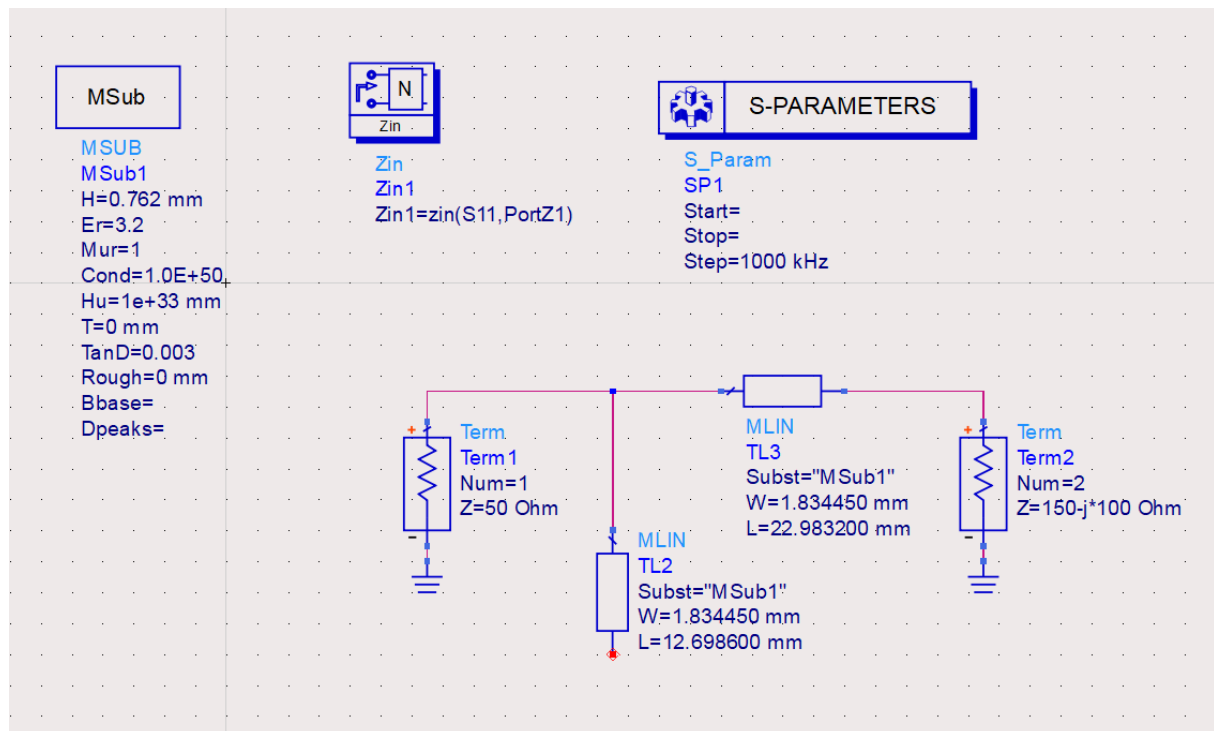 MSub
MSUB
MSub1
H=0.762 mm
Er=3.2
Mur=1
Cond=1.0E+50
Hu=1e+33 mm
T=0 mm
TanD=0.003
Rough=0 mm
Bbase=
Dpeaks=
N
Zin
Zin
Zin1
Zin1=zin(S11,PortZ1)
S-PARAMETERS
S_Param
SP1
Start=
Stop=
Step=1000 kHz
+
Term
Term1
Num=1
Z=50 Ohm
-
MLIN
TL2
Subst="MSub1"
W=1.834450 mm
L=12.698600 mm
MLIN
TL3
Subst="MSub1"
W=1.834450 mm
L=22.983200 mm
+
Term
Term2
Num=2
Z=150-j*100 Ohm
-